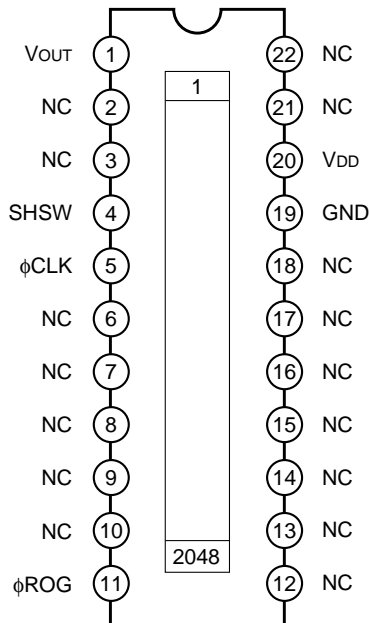 VOUT 1 22 NC
1
NC 2 21 NC
NC 3 20 VDD
SHSW 4 19 GND
ϕCLK 5 18 NC
NC 6 17 NC
NC 7 16 NC
NC 8 15 NC
NC 9 14 NC
NC 10 13 NC
2048
ϕROG 11 12 NC